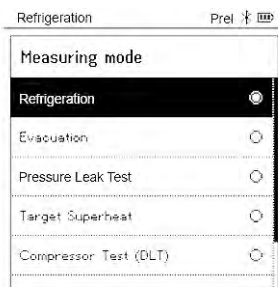 Refrigeration Prel
Measuring mode
Refrigeration
Evacuation
Pressure Leak Test
Target Superheat
Compressor Test (DLT)